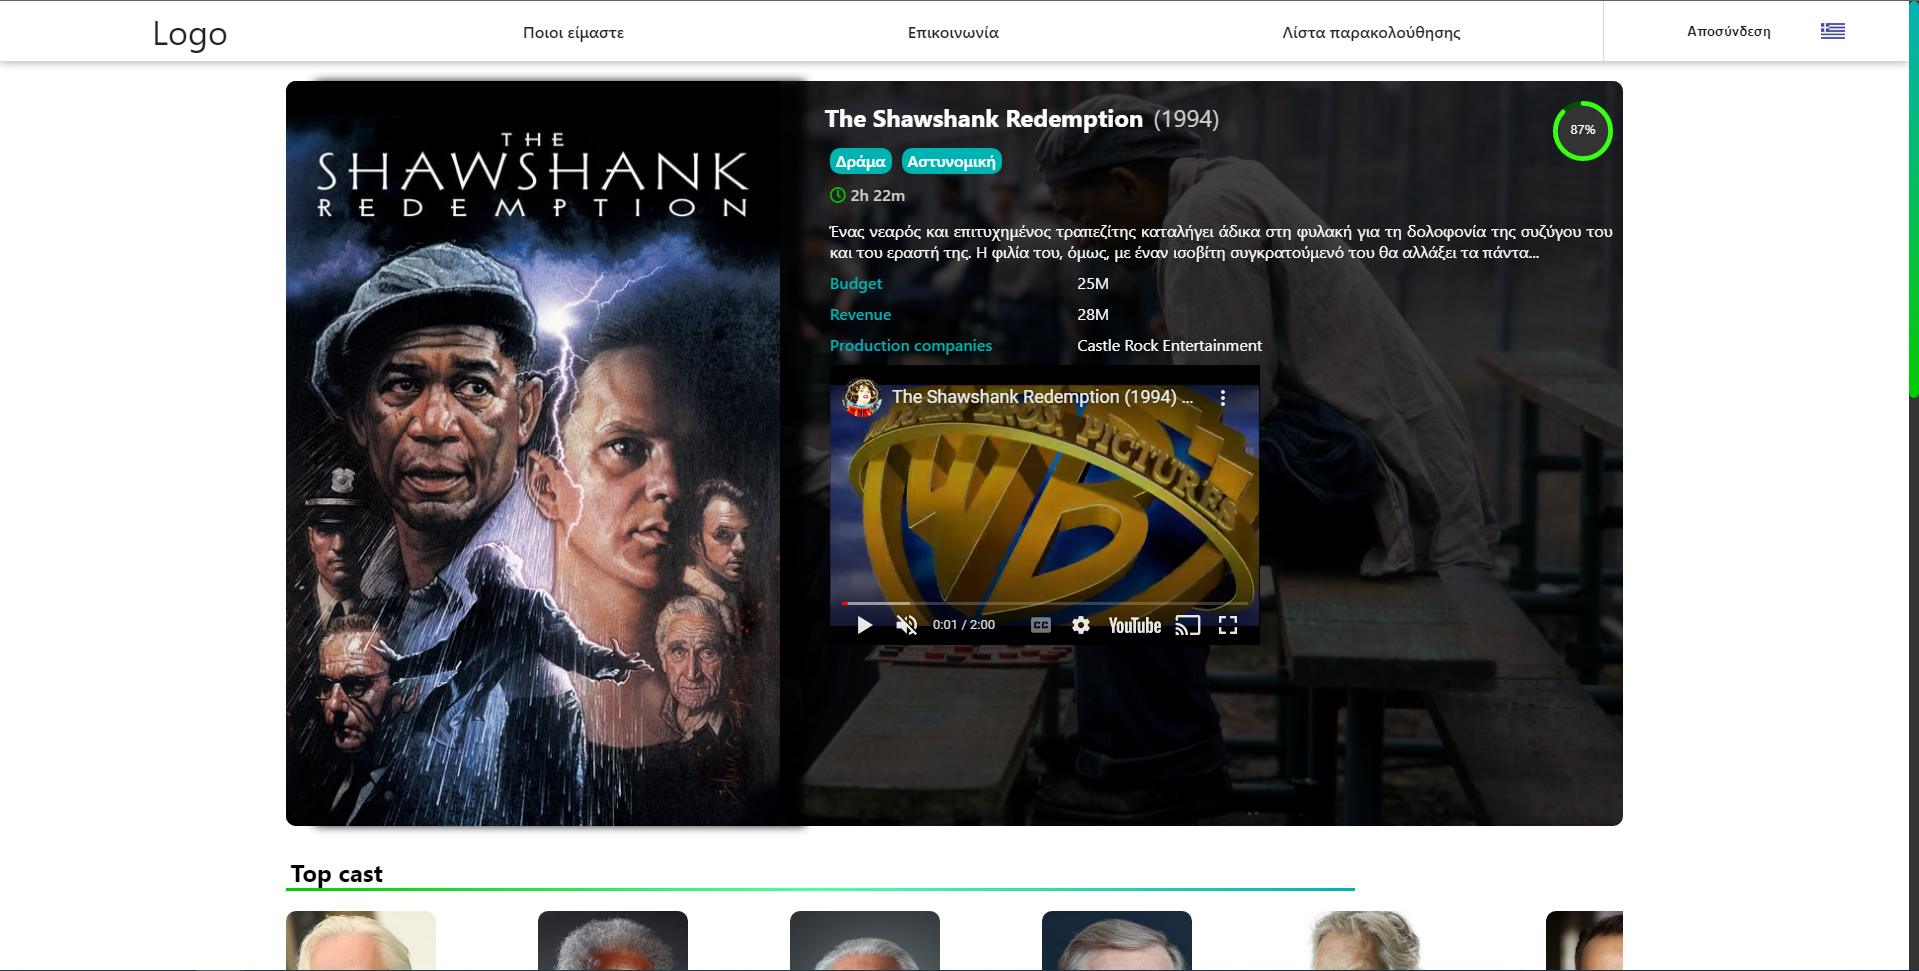 Logo
Ποιοι είμαστε
Επικοινωνία
Λίστα παρακολούθησης
Αποσύνδεση
THE
SHAWSHANK
REDEMPTION
The Shawshank Redemption (1994)
87%
Δράμα Αστυνομική
2h 22m
Ένας νεαρός και επιτυχημένος τραπεζίτης καταλήγει άδικα στη φυλακή για τη δολοφονία της συζύγου του
και του εραστή της. Η φιλία του, όμως, με έναν ισοβίτη συγκρατούμενό του θα αλλάξει τα πάντα...
Budget 25M
Revenue 28M
Production companies Castle Rock Entertainment
The Shawshank Redemption (1994) ...
BROS. PICTURES
WB
0:01 / 2:00
CC
YouTube
Top cast